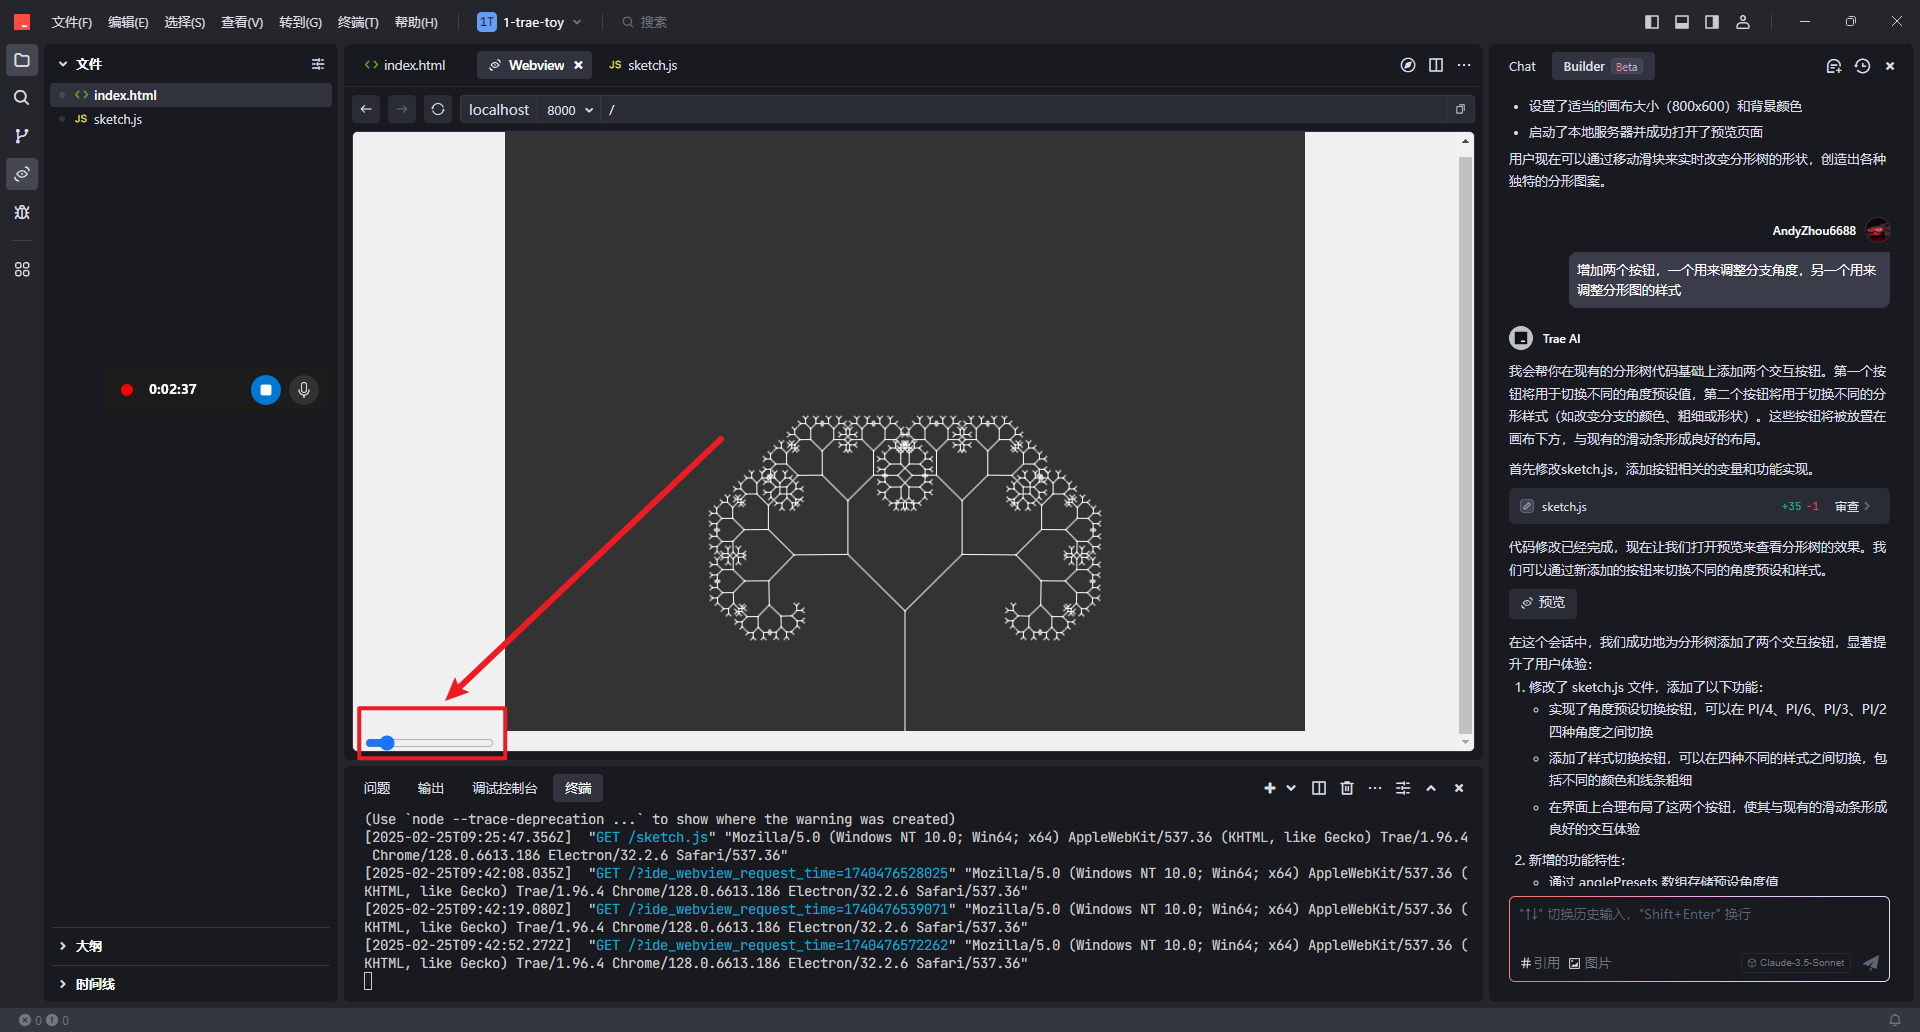 文件(F) 编辑(E) 选择(S) 查看(V) 转到(G) 终端(T) 帮助(H) 1T 1-trae-toy 搜索
文件
index.html
JS sketch.js
0:02:37
大纲
时间线
0 0
index.html Webview JS sketch.js
localhost 8000 /
问题 输出 调试控制台 终端
(Use `node --trace-deprecation ...` to show where the warning was created)
[2025-02-25T09:25:47.356Z] "GET /sketch.js" "Mozilla/5.0 (Windows NT 10.0; Win64; x64) AppleWebKit/537.36 (KHTML, like Gecko) Trae/1.96.4
Chrome/128.0.6613.186 Electron/32.2.6 Safari/537.36"
[2025-02-25T09:42:08.035Z] "GET /?ide_webview_request_time=1740476528025" "Mozilla/5.0 (Windows NT 10.0; Win64; x64) AppleWebKit/537.36 (
KHTML, like Gecko) Trae/1.96.4 Chrome/128.0.6613.186 Electron/32.2.6 Safari/537.36"
[2025-02-25T09:42:19.080Z] "GET /?ide_webview_request_time=1740476539071" "Mozilla/5.0 (Windows NT 10.0; Win64; x64) AppleWebKit/537.36 (
KHTML, like Gecko) Trae/1.96.4 Chrome/128.0.6613.186 Electron/32.2.6 Safari/537.36"
[2025-02-25T09:42:52.272Z] "GET /?ide_webview_request_time=1740476572262" "Mozilla/5.0 (Windows NT 10.0; Win64; x64) AppleWebKit/537.36 (
KHTML, like Gecko) Trae/1.96.4 Chrome/128.0.6613.186 Electron/32.2.6 Safari/537.36"
Chat Builder Beta
• 设置了适当的画布大小（800x600）和背景颜色
• 启动了本地服务器并成功打开了预览页面
用户现在可以通过移动滑块来实时改变分形树的形状，创造出各种
独特的分形图案。
AndyZhou6688
增加两个按钮，一个用来调整分支角度，另一个用来
调整分形图的样式
Trae AI
我会帮你在现有的分形树代码基础上添加两个交互按钮。第一个按
钮将用于切换不同的角度预设值，第二个按钮将用于切换不同的分
形样式（如改变分支的颜色、粗细或形状）。这些按钮将被放置在
画布下方，与现有的滑动条形成良好的布局。
首先修改sketch.js，添加按钮相关的变量和功能实现。
sketch.js +35 -1 审查
代码修改已经完成，现在让我们打开预览来查看分形树的效果。我
们可以通过新添加的按钮来切换不同的角度预设和样式。
预览
在这个会话中，我们成功地为分形树添加了两个交互按钮，显著提
升了用户体验：
1. 修改了 sketch.js 文件，添加了以下功能：
◦ 实现了角度预设切换按钮，可以在 PI/4、PI/6、PI/3、PI/2
四种角度之间切换
◦ 添加了样式切换按钮，可以在四种不同的样式之间切换，包
括不同的颜色和线条粗细
◦ 在界面上合理布局了这两个按钮，使其与现有的滑动条形成
良好的交互体验
2. 新增的功能特性：
◦ 通过 anglePresets 数组存储预设角度值
"↑↓" 切换历史输入，"Shift+Enter" 换行
#引用 图片 Claude-3.5-Sonnet